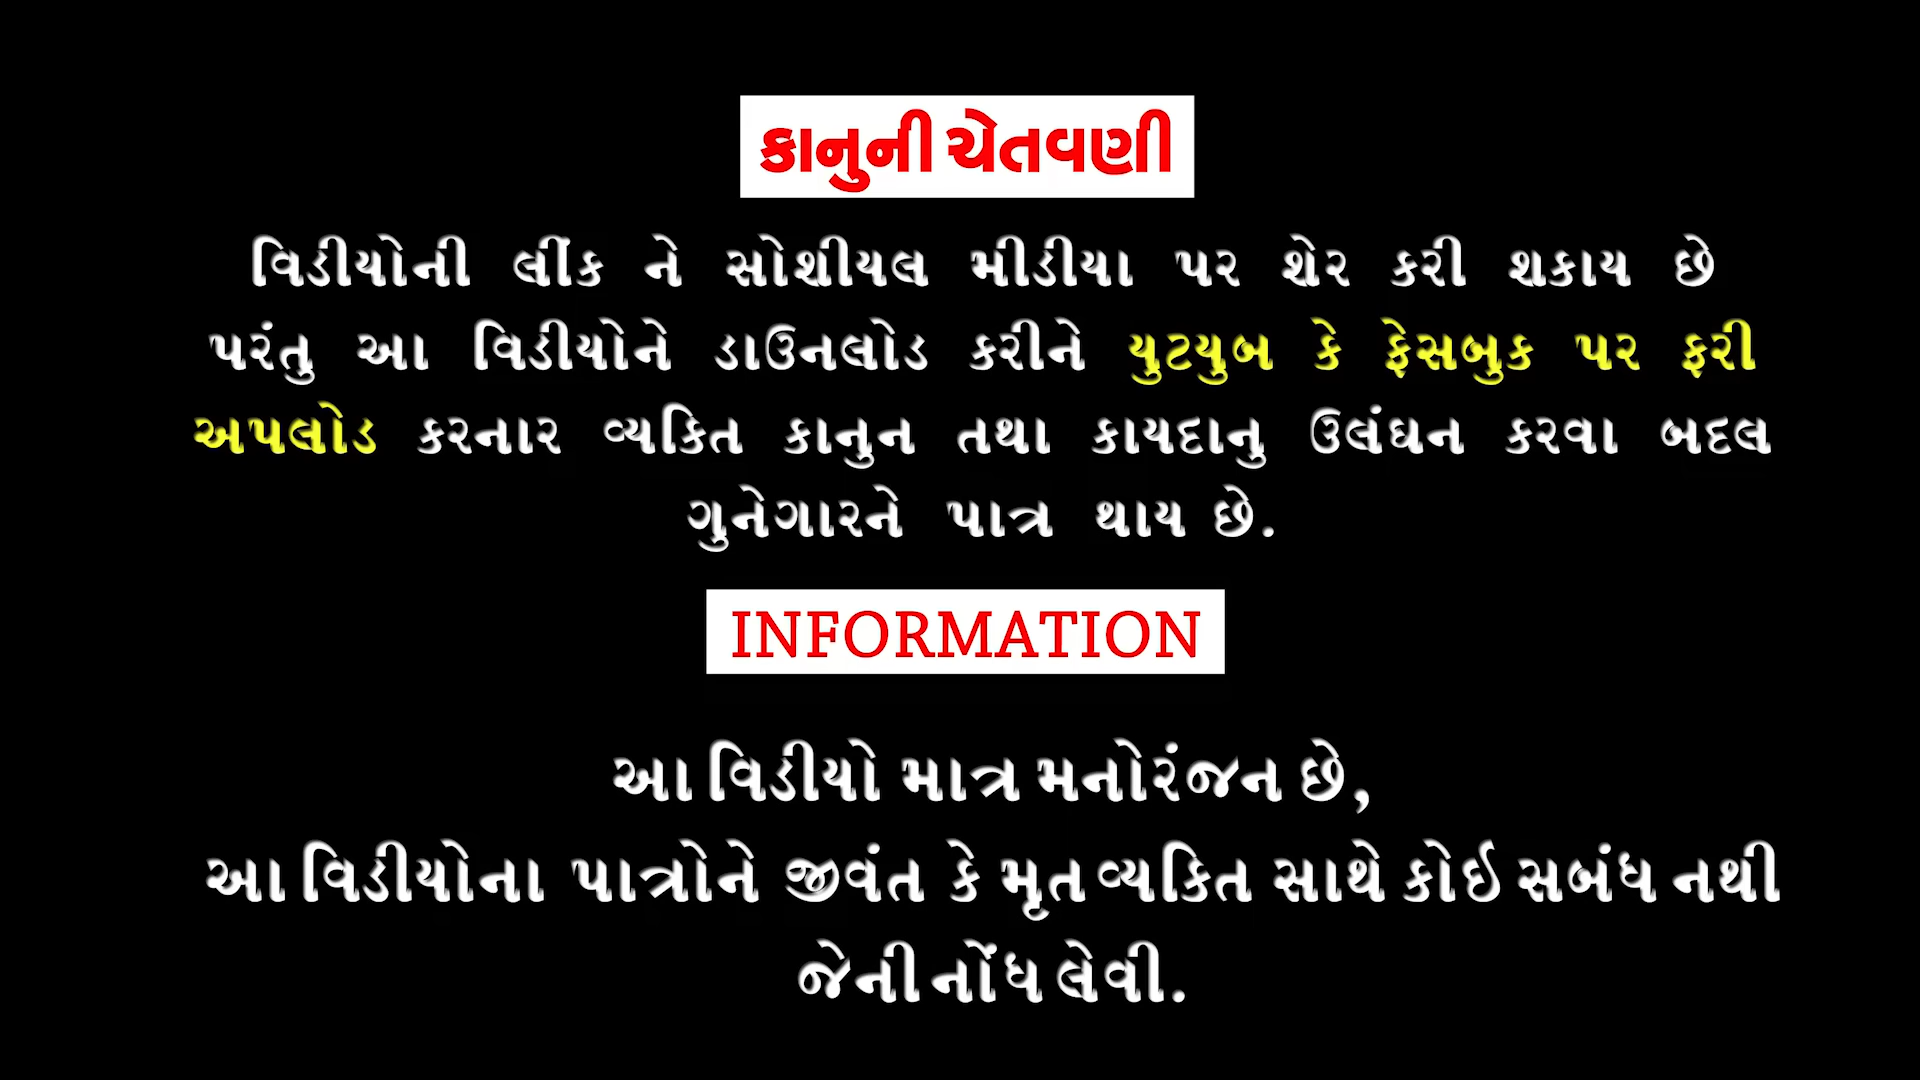 કાનુની ચેતવણી
વિડીયોની લીંક ને સોશીયલ મીડીયા પર શેર કરી શકાય છે
પરંતુ આ વિડીયોને ડાઉનલોડ કરીને યુટયુબ કે ફેસબુક પર ફરી
અપલોડ કરનાર વ્યકિત કાનુન તથા કાયદાનુ ઉલંઘન કરવા બદલ
ગુનેગારને પાત્ર થાય છે.
INFORMATION
આ વિડીયો માત્ર મનોરંજન છે,
આ વિડીયોના પાત્રોને જીવંત કે મૃત વ્યકિત સાથે કોઇ સબંધ નથી
જેની નોંધ લેવી.